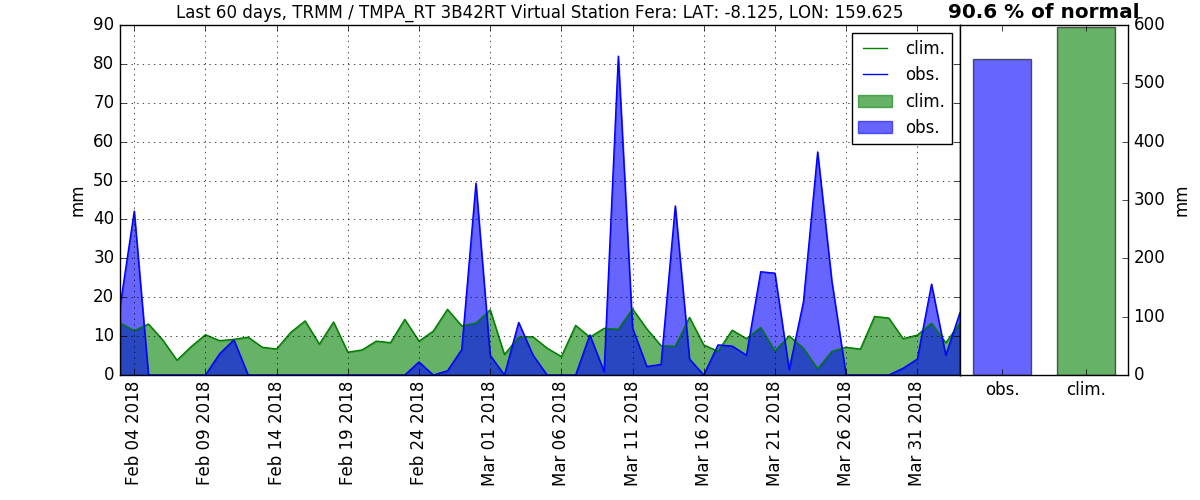 Last 60 days, TRMM / TMPA_RT 3B42RT Virtual Station Fera: LAT: -8.125, LON: 159.625
90.6 % of normal
90
80
70
60
50
40
30
20
10
0
mm
clim.
obs.
clim.
obs.
Feb 04 2018
Feb 09 2018
Feb 14 2018
Feb 19 2018
Feb 24 2018
Mar 01 2018
Mar 06 2018
Mar 11 2018
Mar 16 2018
Mar 21 2018
Mar 26 2018
Mar 31 2018
600
500
400
300
200
100
0
mm
obs.
clim.